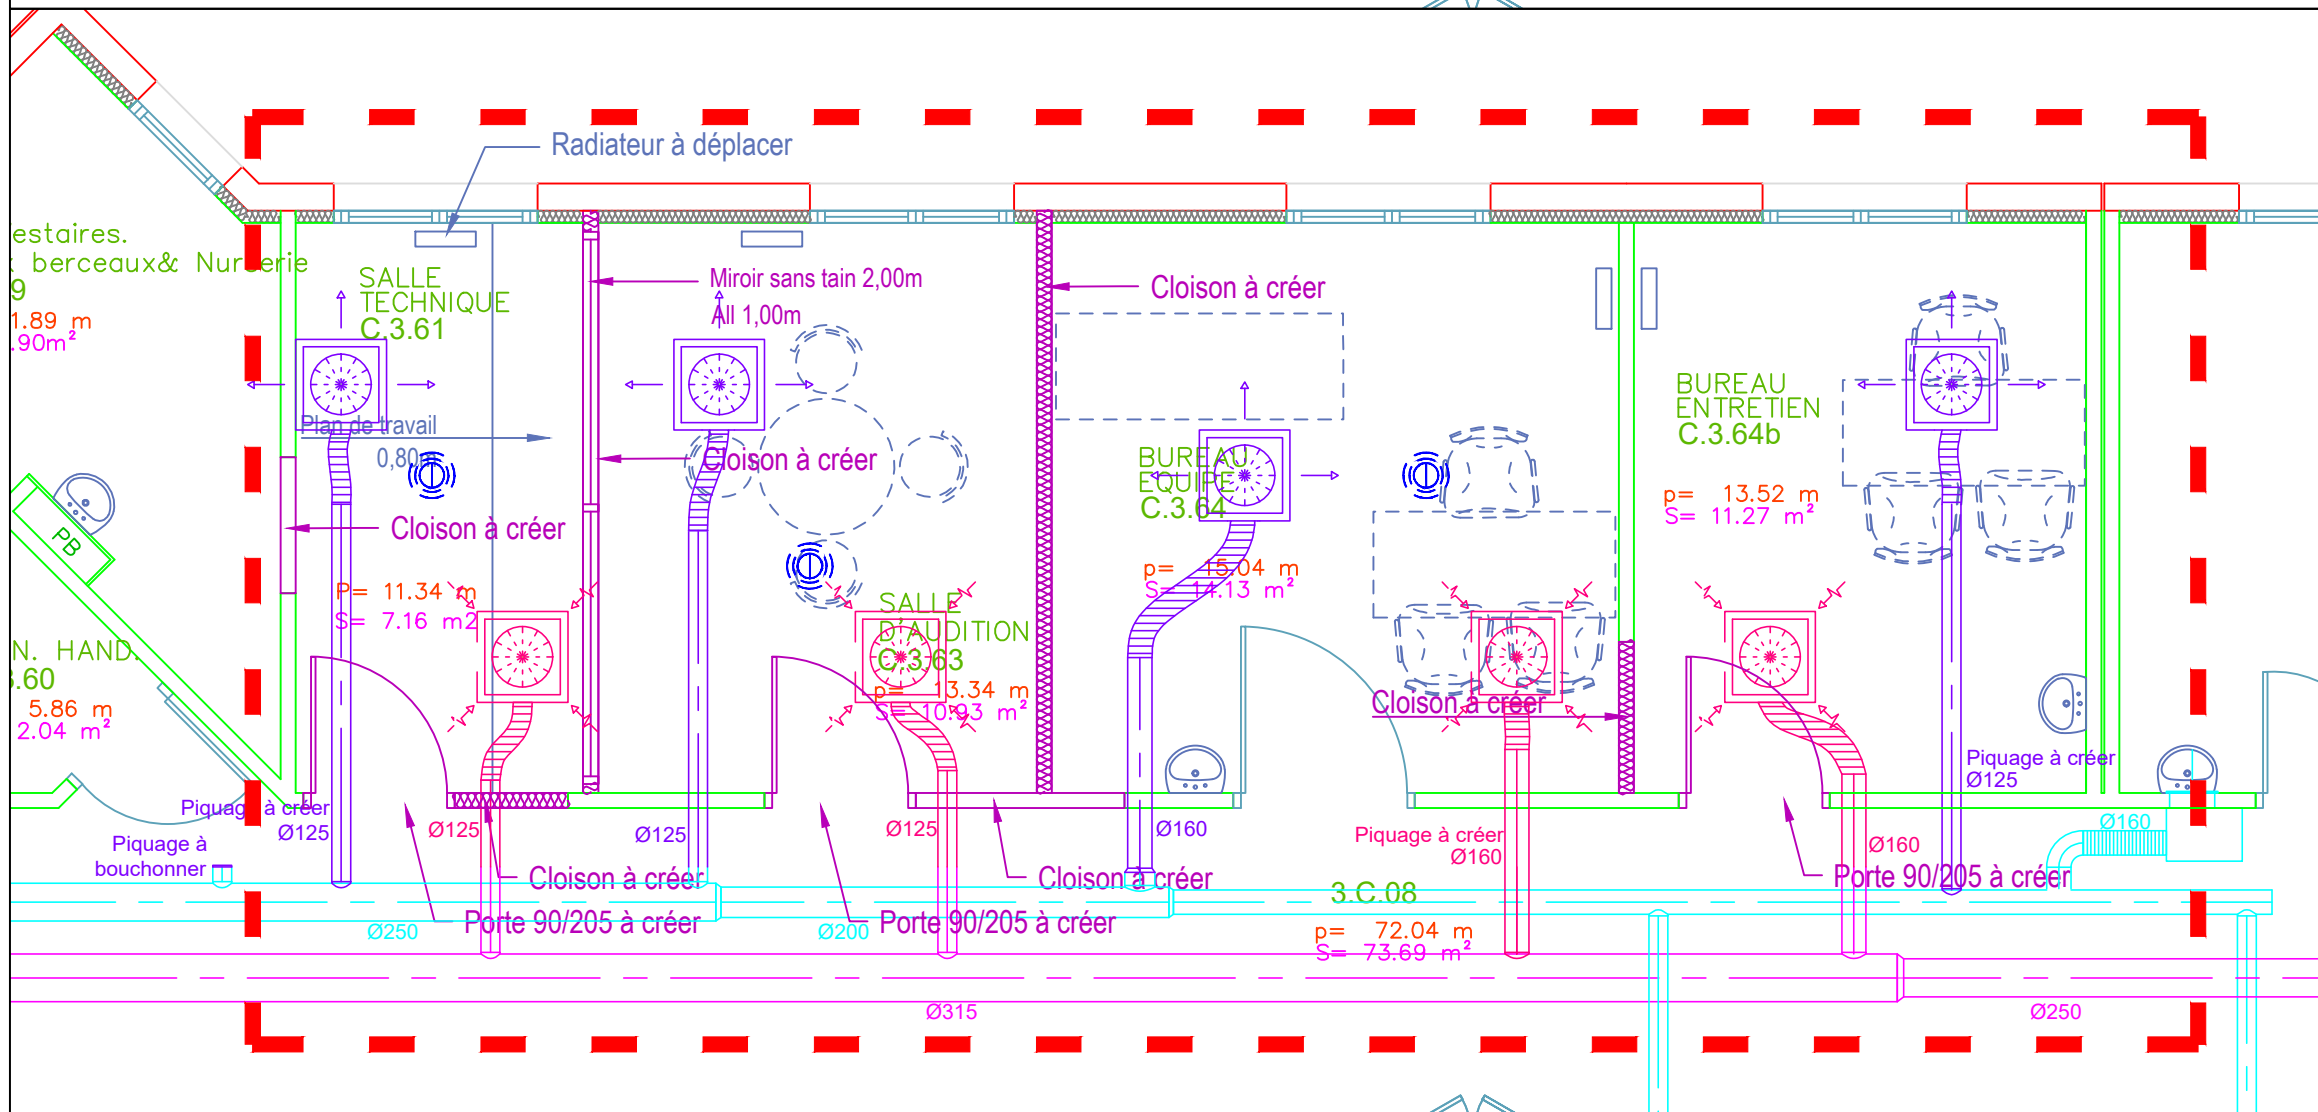 Radiateur à déplacer
estaires.
berceaux& Nurserie
9
1.89 m
.90m²
SALLE
TECHNIQUE
C.3.61
Miroir sans tain 2,00m
All 1,00m
Cloison à créer
Plan de travail
0,80m
Cloison à créer
Cloison à créer
PB
P= 11.34 m
S= 7.16 m2
BUREAU
EQUIPE
C.3.64
p= 15.04 m
S= 14.13 m²
BUREAU
ENTRETIEN
C.3.64b
p= 13.52 m
S= 11.27 m²
SALLE
D'AUDITION
C.3.63
p= 13.34 m
S= 10.93 m²
N. HAND.
3.60
5.86 m
2.04 m²
Cloison à créer
Piquage à créer
Ø125
Piquage à créer
Ø125
Ø125
Ø125
Ø125
Ø160
Piquage à créer
Ø160
Ø160
Ø160
Piquage à
bouchonner
Cloison à créer
Cloison à créer
Porte 90/205 à créer
Porte 90/205 à créer
Porte 90/205 à créer
3.C.08
p= 72.04 m
S= 73.69 m²
Ø250
Ø200
Ø315
Ø250